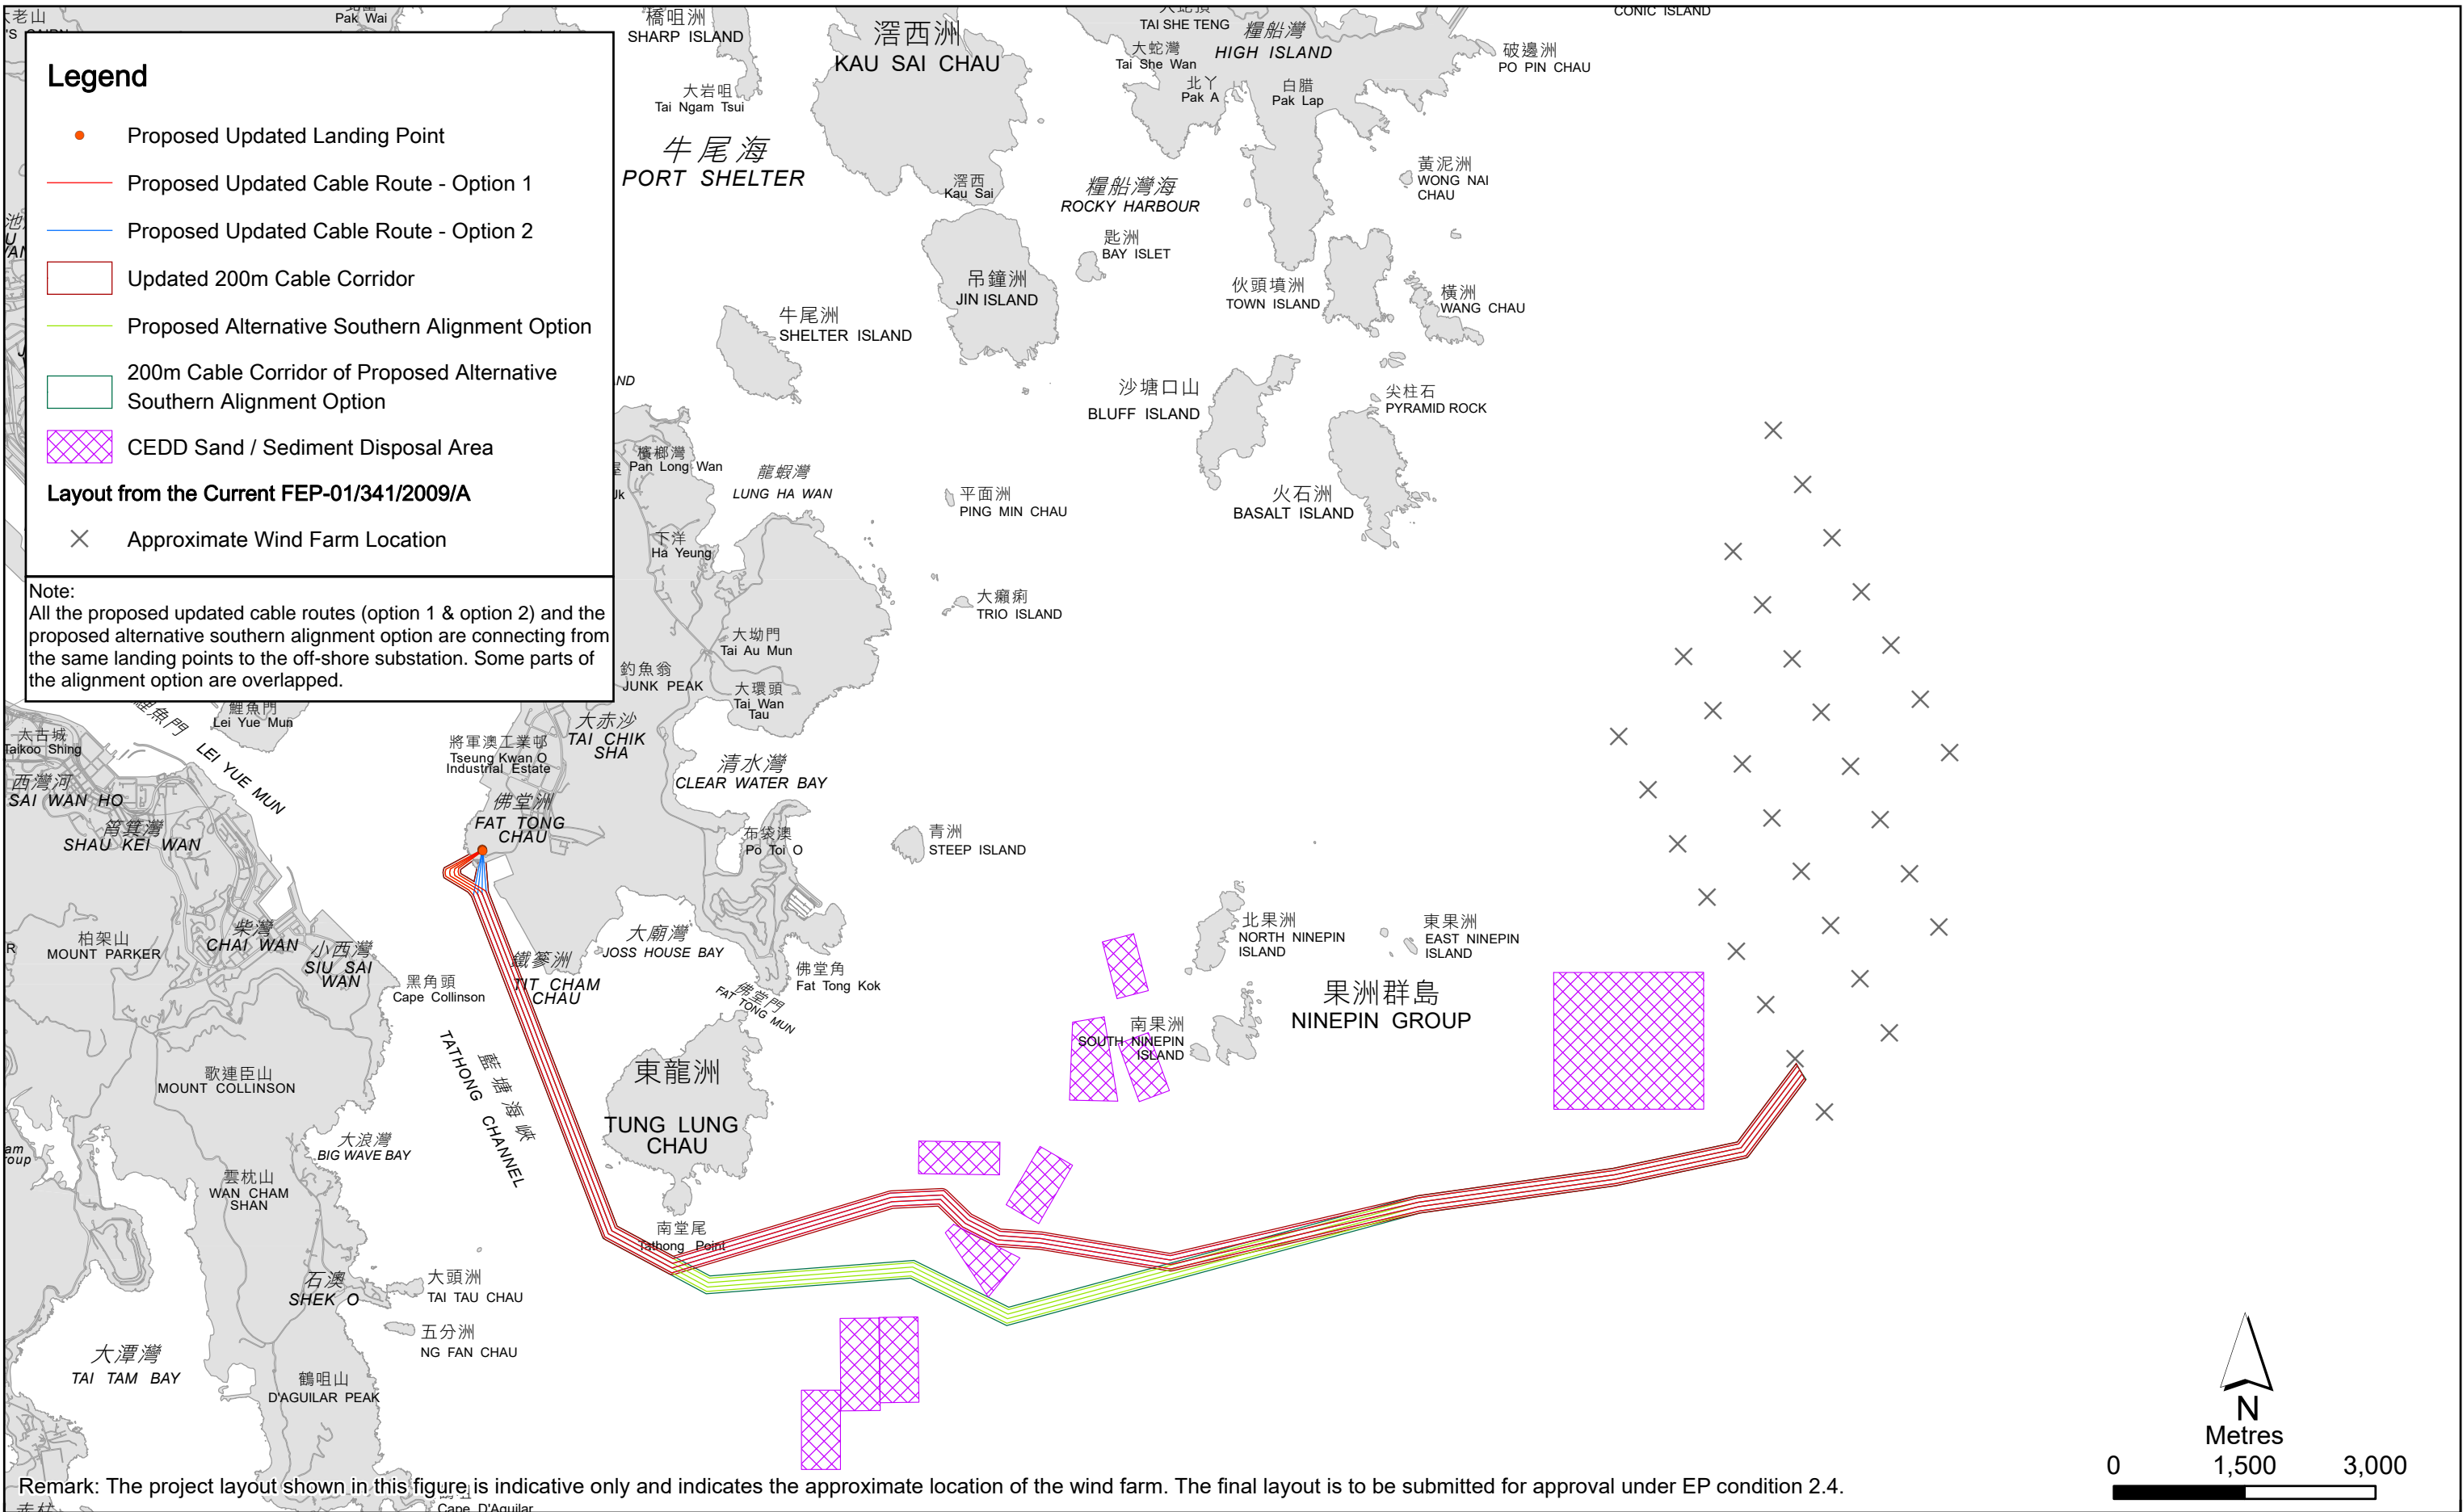 Legend
Proposed Updated Landing Point
Proposed Updated Cable Route - Option 1
Proposed Updated Cable Route - Option 2
Updated 200m Cable Corridor
Proposed Alternative Southern Alignment Option
200m Cable Corridor of Proposed Alternative
Southern Alignment Option
CEDD Sand / Sediment Disposal Area
Layout from the Current FEP-01/341/2009/A
Approximate Wind Farm Location
Note:
All the proposed updated cable routes (option 1 & option 2) and the
proposed alternative southern alignment option are connecting from
the same landing points to the off-shore substation. Some parts of
the alignment option are overlapped.
Pak Wai
橋咀洲
SHARP ISLAND
大岩咀
Tai Ngam Tsui
牛尾海
PORT SHELTER
滘西洲
KAU SAI CHAU
滘西
Kau Sai
TAI SHE TENG
大蛇灣
Tai She Wan
糧船灣
HIGH ISLAND
北丫
Pak A
白腊
Pak Lap
CONIC ISLAND
破邊洲
PO PIN CHAU
黃泥洲
WONG NAI
CHAU
糧船灣海
ROCKY HARBOUR
匙洲
BAY ISLET
吊鐘洲
JIN ISLAND
伙頭墳洲
TOWN ISLAND
橫洲
WANG CHAU
牛尾洲
SHELTER ISLAND
沙塘口山
BLUFF ISLAND
尖柱石
PYRAMID ROCK
火石洲
BASALT ISLAND
檳榔灣
Pan Long Wan
龍蝦灣
LUNG HA WAN
平面洲
PING MIN CHAU
下洋
Ha Yeung
大癩痢
TRIO ISLAND
大坳門
Tai Au Mun
釣魚翁
JUNK PEAK
大環頭
Tai Wan
Tau
大赤沙
TAI CHIK
SHA
將軍澳工業邨
Tseung Kwan O
Industrial Estate
清水灣
CLEAR WATER BAY
佛堂洲
FAT TONG
CHAU
布袋澳
Po Toi O
青洲
STEEP ISLAND
鯉魚門
Lei Yue Mun
鯉魚門
LEI YUE MUN
太古城
Taikoo Shing
西灣河
SAI WAN HO
筲箕灣
SHAU KEI WAN
柏架山
MOUNT PARKER
柴灣
CHAI WAN
小西灣
SIU SAI
WAN
黑角頭
Cape Collinson
鐵篸洲
TIT CHAM
CHAU
大廟灣
JOSS HOUSE BAY
佛堂角
Fat Tong Kok
佛堂門
FAT TONG MUN
北果洲
NORTH NINEPIN
ISLAND
東果洲
EAST NINEPIN
ISLAND
果洲群島
NINEPIN GROUP
南果洲
SOUTH NINEPIN
ISLAND
東龍洲
TUNG LUNG
CHAU
藍塘海峽
TATHONG CHANNEL
歌連臣山
MOUNT COLLINSON
大浪灣
BIG WAVE BAY
雲枕山
WAN CHAM
SHAN
南堂尾
Tathong Point
石澳
SHEK O
大頭洲
TAI TAU CHAU
五分洲
NG FAN CHAU
大潭灣
TAI TAM BAY
鶴咀山
D'AGUILAR PEAK
Cape D'Aguilar
N
Metres
0 1,500 3,000
Remark: The project layout shown in this figure is indicative only and indicates the approximate location of the wind farm. The final layout is to be submitted for approval under EP condition 2.4.